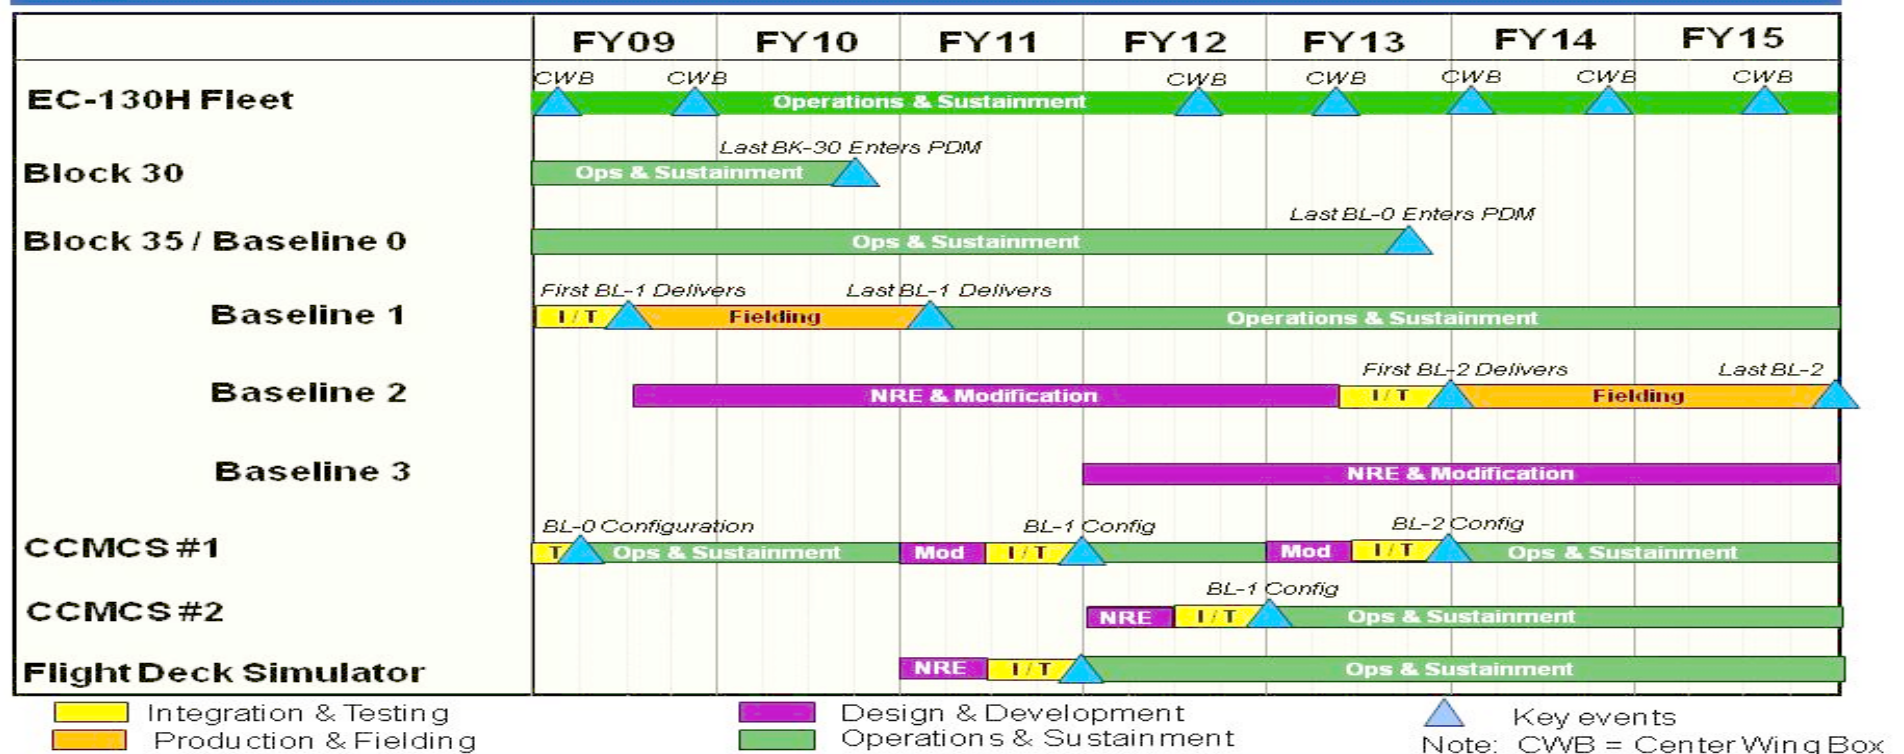 FY09 FY10 FY11 FY12 FY13 FY14 FY15
CWB CWB CWB CWB CWB CWB CWB
EC-130H Fleet Operations & Sustainment
Last BK-30 Enters PDM
Block 30 Ops & Sustainment
Last BL-0 Enters PDM
Block 35 / Baseline 0 Ops & Sustainment
First BL-1 Delivers Last BL-1 Delivers
Baseline 1 I / T Fielding Operations & Sustainment
First BL-2 Delivers Last BL-2
Baseline 2 NRE & Modification I / T Fielding
Baseline 3 NRE & Modification
BL-0 Configuration BL-1 Config BL-2 Config
CCMCS #1 T Ops & Sustainment Mod I / T Mod I / T Ops & Sustainment
BL-1 Config
CCMCS #2 NRE I / T Ops & Sustainment
Flight Deck Simulator NRE I / T Ops & Sustainment
Integration & Testing Design & Development Key events
Production & Fielding Operations & Sustainment Note: CWB = Center Wing Box